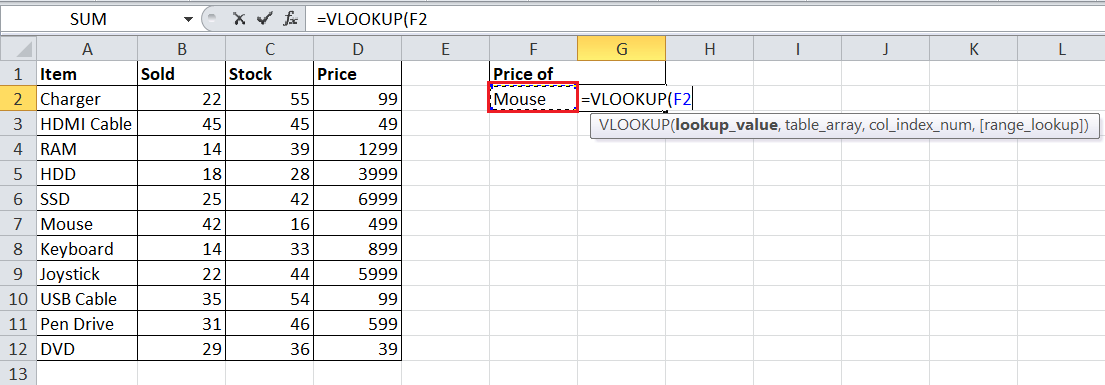 SUM fx =VLOOKUP(F2
A B C D E F G H I J K L
1 Item Sold Stock Price Price of
2 Charger 22 55 99 Mouse =VLOOKUP(F2
VLOOKUP(lookup_value, table_array, col_index_num, [range_lookup])
3 HDMI Cable 45 45 49
4 RAM 14 39 1299
5 HDD 18 28 3999
6 SSD 25 42 6999
7 Mouse 42 16 499
8 Keyboard 14 33 899
9 Joystick 22 44 5999
10 USB Cable 35 54 99
11 Pen Drive 31 46 599
12 DVD 29 36 39
13